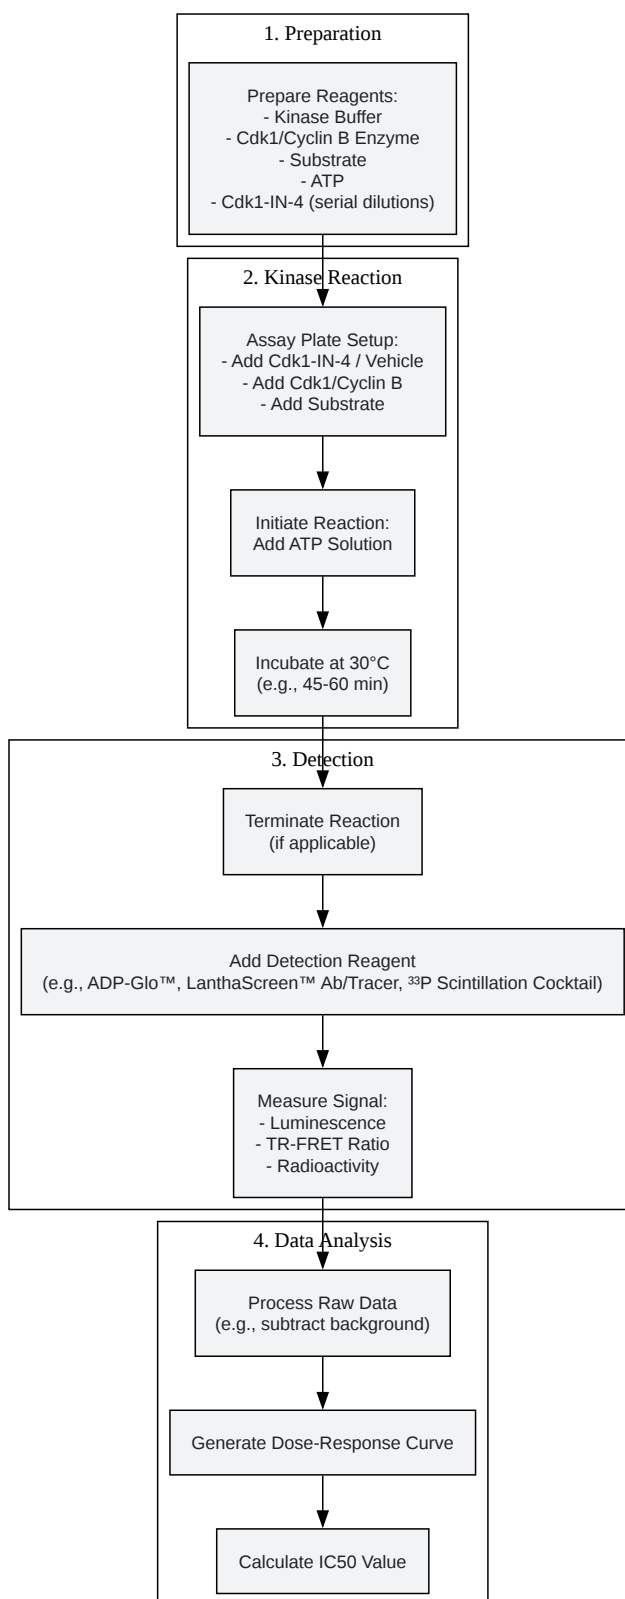 1. Preparation
Prepare Reagents:
- Kinase Buffer
- Cdk1/Cyclin B Enzyme
- Substrate
- ATP
- Cdk1-IN-4 (serial dilutions)
2. Kinase Reaction
Assay Plate Setup:
- Add Cdk1-IN-4 / Vehicle
- Add Cdk1/Cyclin B
- Add Substrate
Initiate Reaction:
Add ATP Solution
Incubate at 30°C
(e.g., 45-60 min)
3. Detection
Terminate Reaction
(if applicable)
Add Detection Reagent
(e.g., ADP-Glo™, LanthaScreen™ Ab/Tracer, ³³P Scintillation Cocktail)
Measure Signal:
- Luminescence
- TR-FRET Ratio
- Radioactivity
4. Data Analysis
Process Raw Data
(e.g., subtract background)
Generate Dose-Response Curve
Calculate IC50 Value